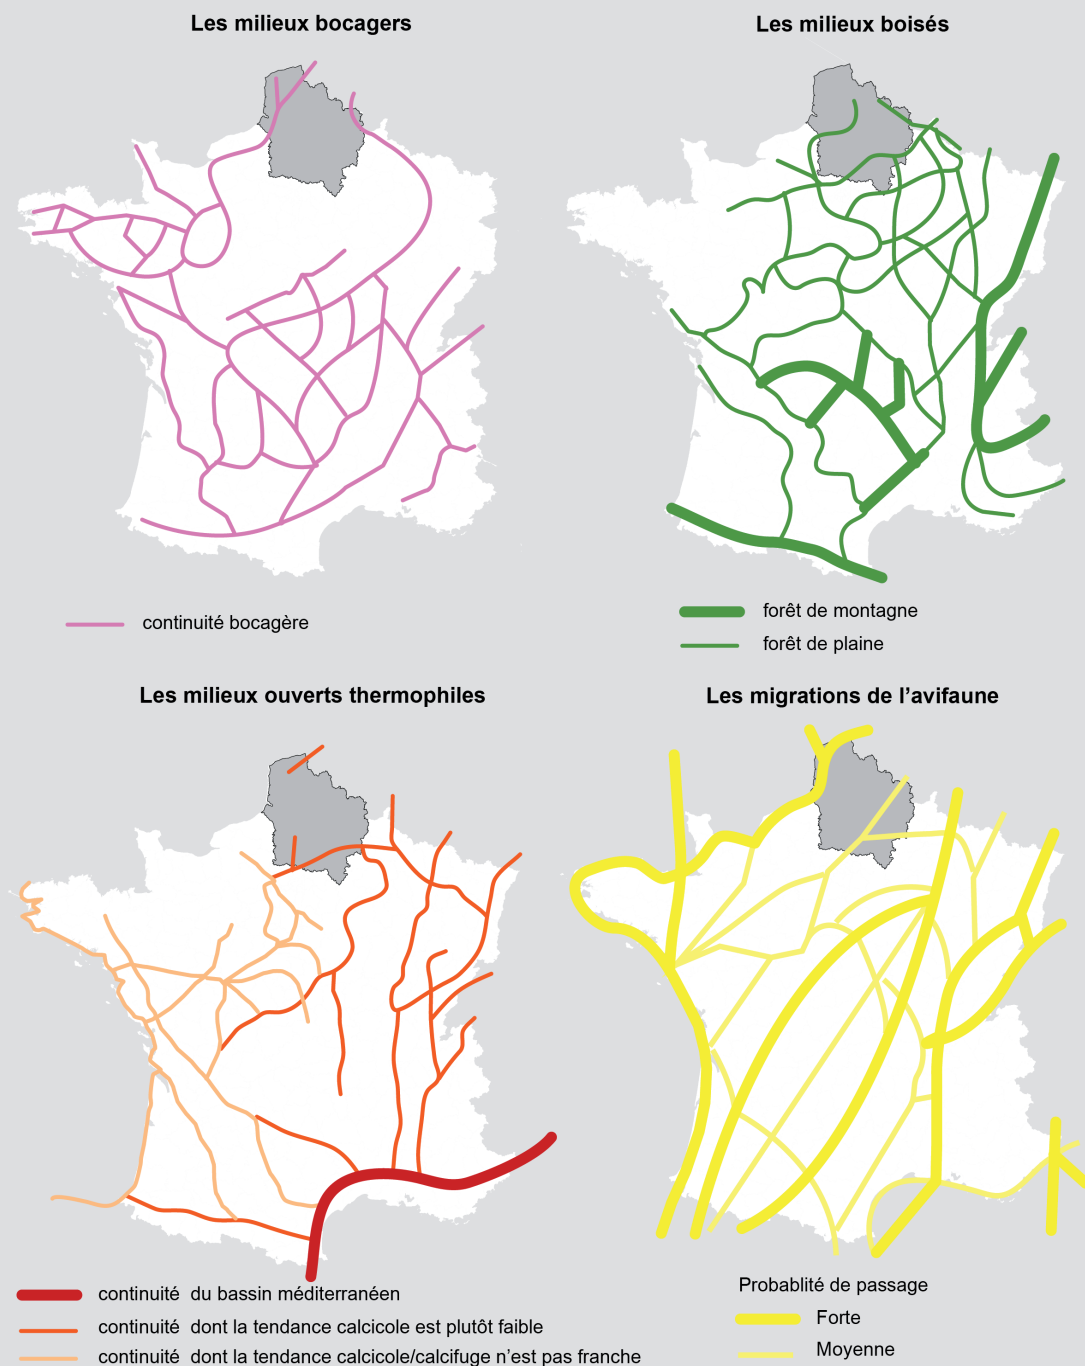 Les milieux bocagers
Les milieux boisés
continuité bocagère
forêt de montagne
forêt de plaine
Les milieux ouverts thermophiles
Les migrations de l’avifaune
continuité du bassin méditerranéen
continuité dont la tendance calcicole est plutôt faible
continuité dont la tendance calcicole/calcifuge n’est pas franche
Probablité de passage
Forte
Moyenne